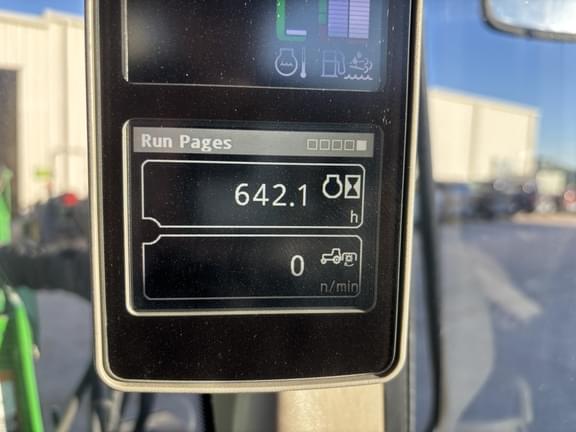 Run Pages
642.1
h
0
n/min